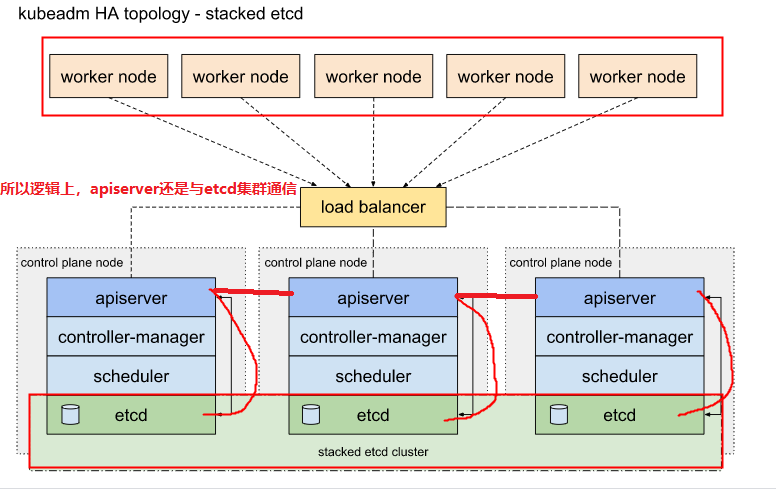 kubeadm HA topology - stacked etcd
worker node
worker node
worker node
worker node
worker node
所以逻辑上，apiserver还是与etcd集群通信
load balancer
control plane node
control plane node
control plane node
apiserver
apiserver
apiserver
controller-manager
controller-manager
controller-manager
scheduler
scheduler
scheduler
etcd
etcd
etcd
stacked etcd cluster